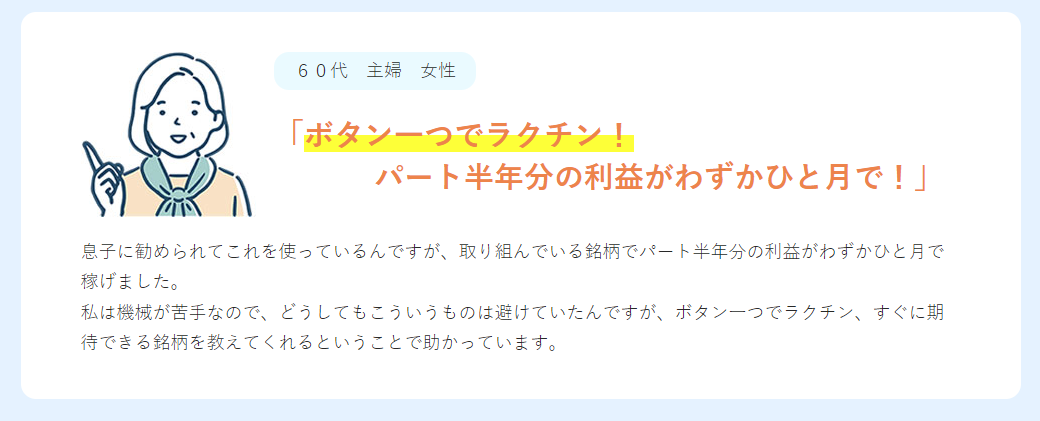 ６０代　主婦　女性
「ボタン一つでラクチン！
パート半年分の利益がわずかひと月で！」
息子に勧められてこれを使っているんですが、取り組んでいる銘柄でパート半年分の利益がわずかひと月で
稼げました。
私は機械が苦手なので、どうしてもこういうものは避けていたんですが、ボタン一つでラクチン、すぐに期
待できる銘柄を教えてくれるということで助かっています。